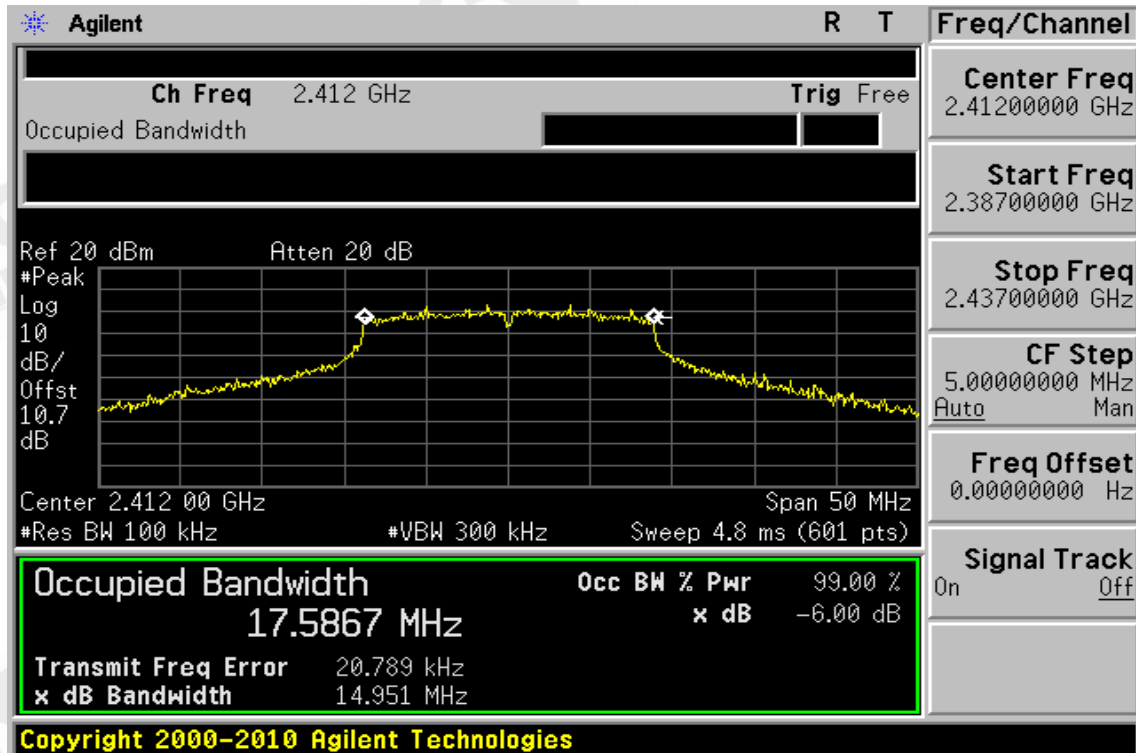 Agilent R T
Freq/Channel
Ch Freq 2.412 GHz Trig Free
Occupied Bandwidth
Center Freq
2.41200000 GHz
Start Freq
2.38700000 GHz
Stop Freq
2.43700000 GHz
CF Step
5.00000000 MHz
Auto Man
Freq Offset
0.00000000 Hz
Signal Track
On Off
Ref 20 dBm Atten 20 dB
#Peak
Log
10
dB/
Offst
10.7
dB
Center 2.412 00 GHz Span 50 MHz
#Res BW 100 kHz #VBW 300 kHz Sweep 4.8 ms (601 pts)
Occupied Bandwidth Occ BW % Pwr 99.00 %
17.5867 MHz x dB -6.00 dB
Transmit Freq Error 20.789 kHz
x dB Bandwidth 14.951 MHz
Copyright 2000-2010 Agilent Technologies